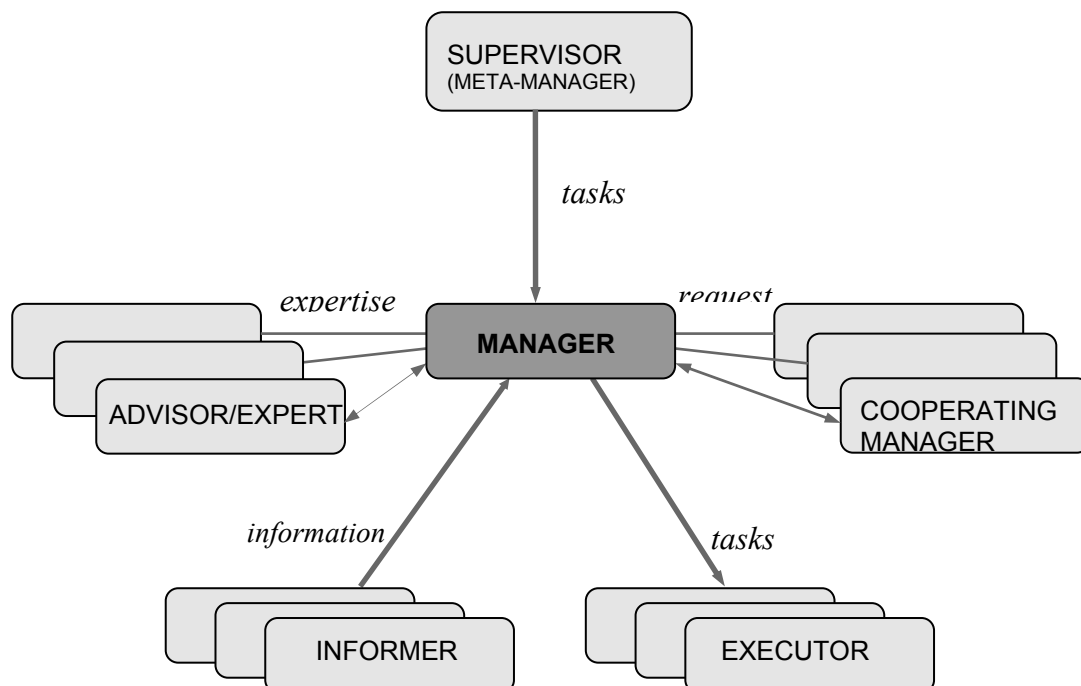 SUPERVISOR
(META-MANAGER)
tasks
expertise
request
MANAGER
ADVISOR/EXPERT
COOPERATING
MANAGER
information
tasks
INFORMER
EXECUTOR